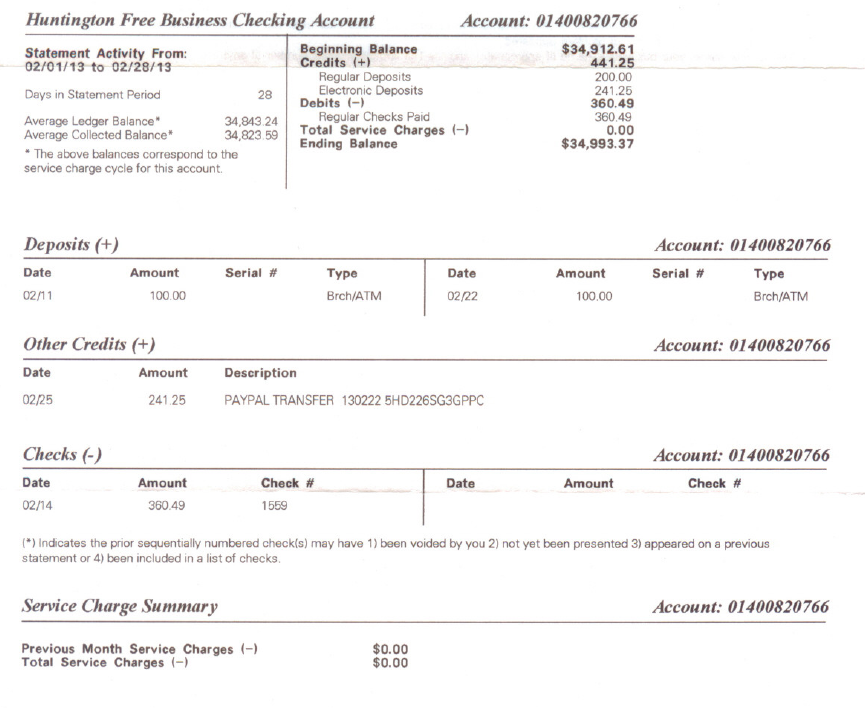 Huntington Free Business Checking Account Account: 01400820766
Statement Activity From:
02/01/13 to 02/28/13
Days in Statement Period 28
Average Ledger Balance* 34,843.24
Average Collected Balance* 34,823.59
* The above balances correspond to the
service charge cycle for this account.
Beginning Balance $34,912.61
Credits (+) 441.25
Regular Deposits 200.00
Electronic Deposits 241.25
Debits (-) 360.49
Regular Checks Paid 360.49
Total Service Charges (-) 0.00
Ending Balance $34,993.37
Deposits (+) Account: 01400820766
Date Amount Serial # Type Date Amount Serial # Type
02/11 100.00 Brch/ATM 02/22 100.00 Brch/ATM
Other Credits (+) Account: 01400820766
Date Amount Description
02/25 241.25 PAYPAL TRANSFER 130222 5HD226SG3GPPC
Checks (-) Account: 01400820766
Date Amount Check # Date Amount Check #
02/14 360.49 1559
(*) Indicates the prior sequentially numbered check(s) may have 1) been voided by you 2) not yet been presented 3) appeared on a previous
statement or 4) been included in a list of checks.
Service Charge Summary Account: 01400820766
Previous Month Service Charges (-) $0.00
Total Service Charges (-) $0.00